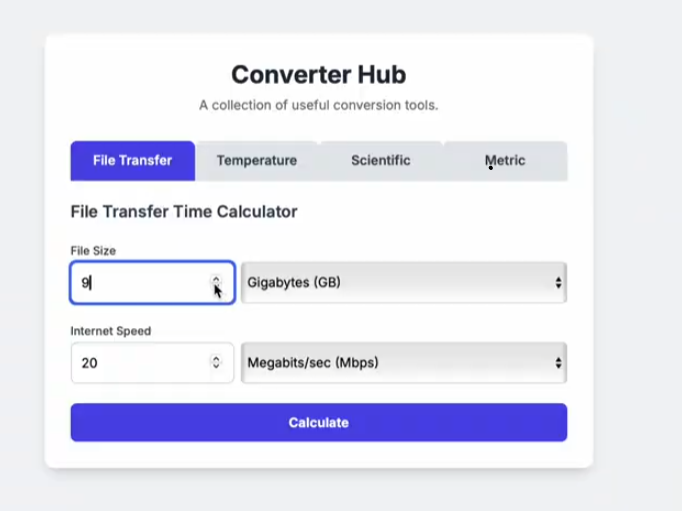 Converter Hub
A collection of useful conversion tools.
File Transfer Temperature Scientific Metric
File Transfer Time Calculator
File Size
9 Gigabytes (GB)
Internet Speed
20 Megabits/sec (Mbps)
Calculate